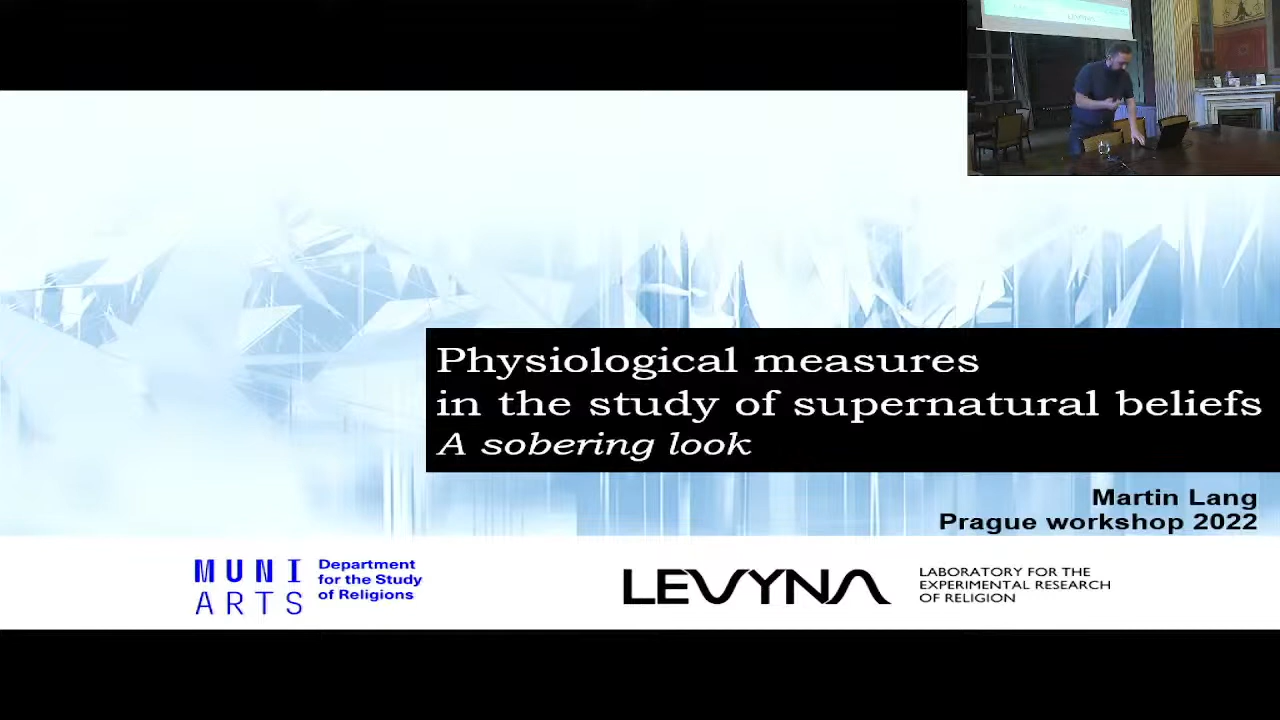 Physiological measures
in the study of supernatural beliefs
A sobering look
Martin Lang
Prague workshop 2022
MUNI
ARTS
Department
for the Study
of Religions
LEVYNA
LABORATORY FOR THE
EXPERIMENTAL RESEARCH
OF RELIGION